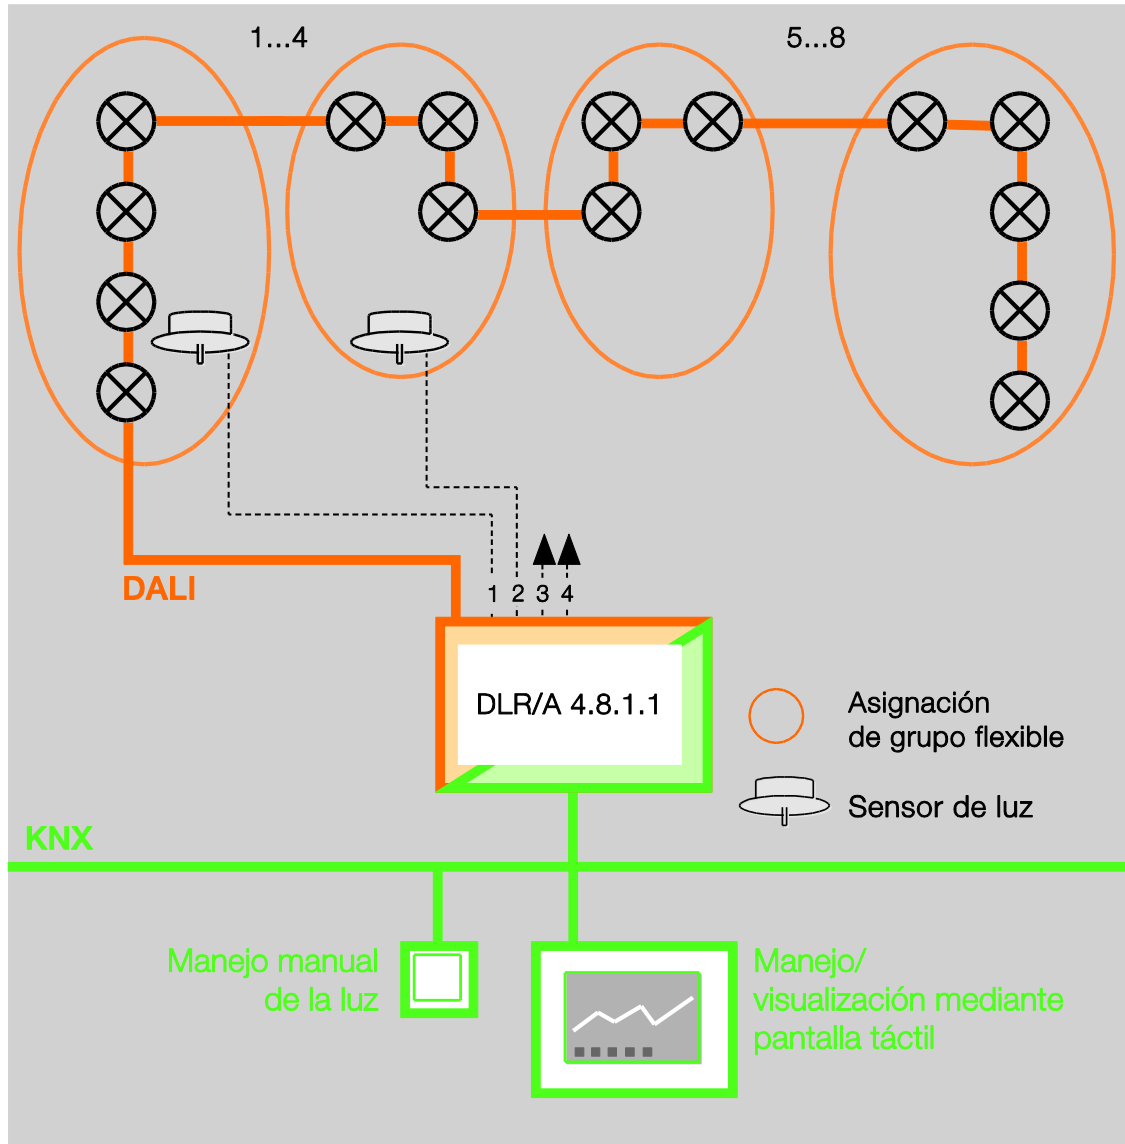 1...4
5...8
DALI
1 2 3 4
DLR/A 4.8.1.1
Asignación
de grupo flexible
Sensor de luz
KNX
Manejo manual
de la luz
Manejo/
visualización mediante
pantalla táctil